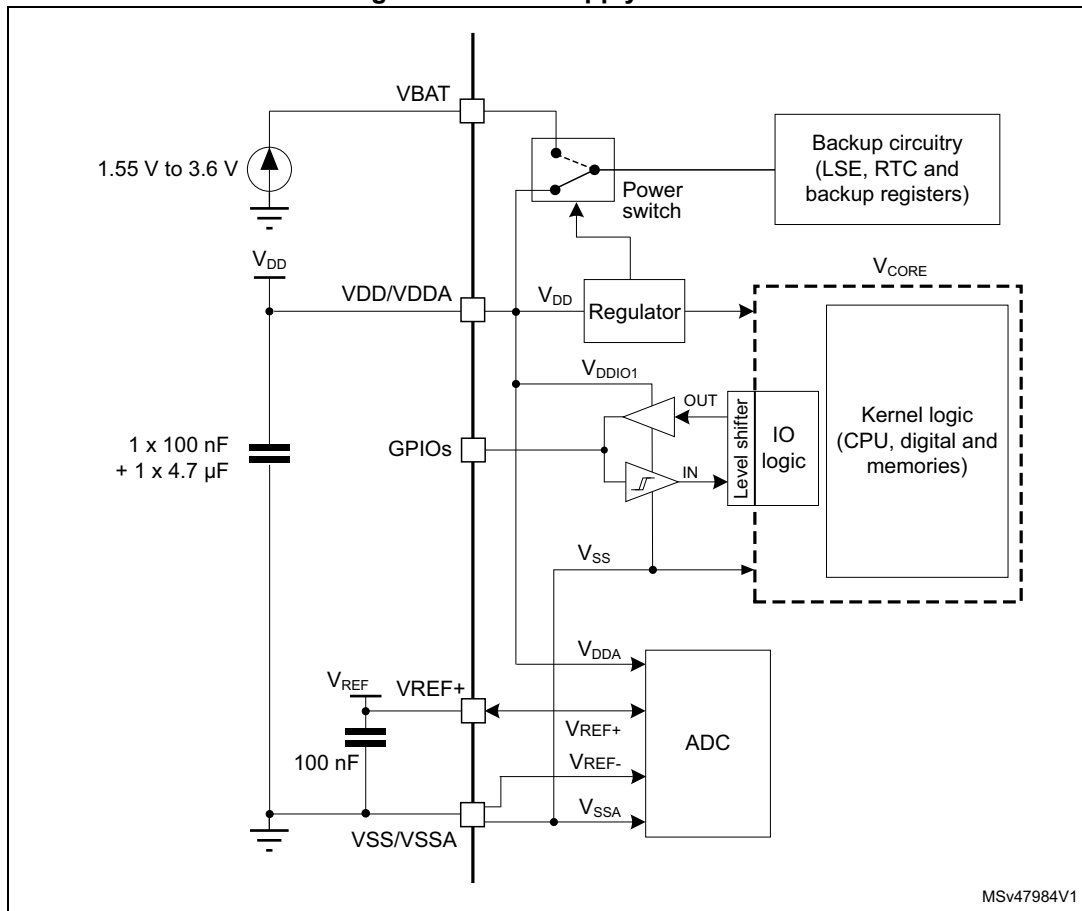 VBAT
1.55 V to 3.6 V
Power
switch
Backup circuitry
(LSE, RTC and
backup registers)
VDD
VDD/VDDA
VDD
Regulator
VCORE
VDDIO1
OUT
GPIOs
IN
Level shifter
IO
logic
Kernel logic
(CPU, digital and
memories)
1 x 100 nF
+ 1 x 4.7 µF
VSS
VDDA
VREF
VREF+
VREF+
ADC
100 nF
VREF-
VSSA
VSS/VSSA
MSv47984V1